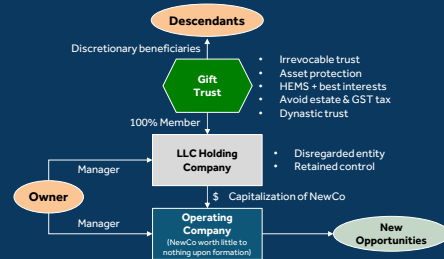 Descendants
Discretionary beneficiaries
Gift
Trust
• Irrevocable trust
• Asset protection
• HEMS + best interests
• Avoid estate & GST tax
• Dynastic trust
100% Member
LLC Holding
Company
• Disregarded entity
• Retained control
Manager
$ Capitalization of NewCo
Owner
Manager
Operating
Company
(NewCo worth little to
nothing upon formation)
New
Opportunities